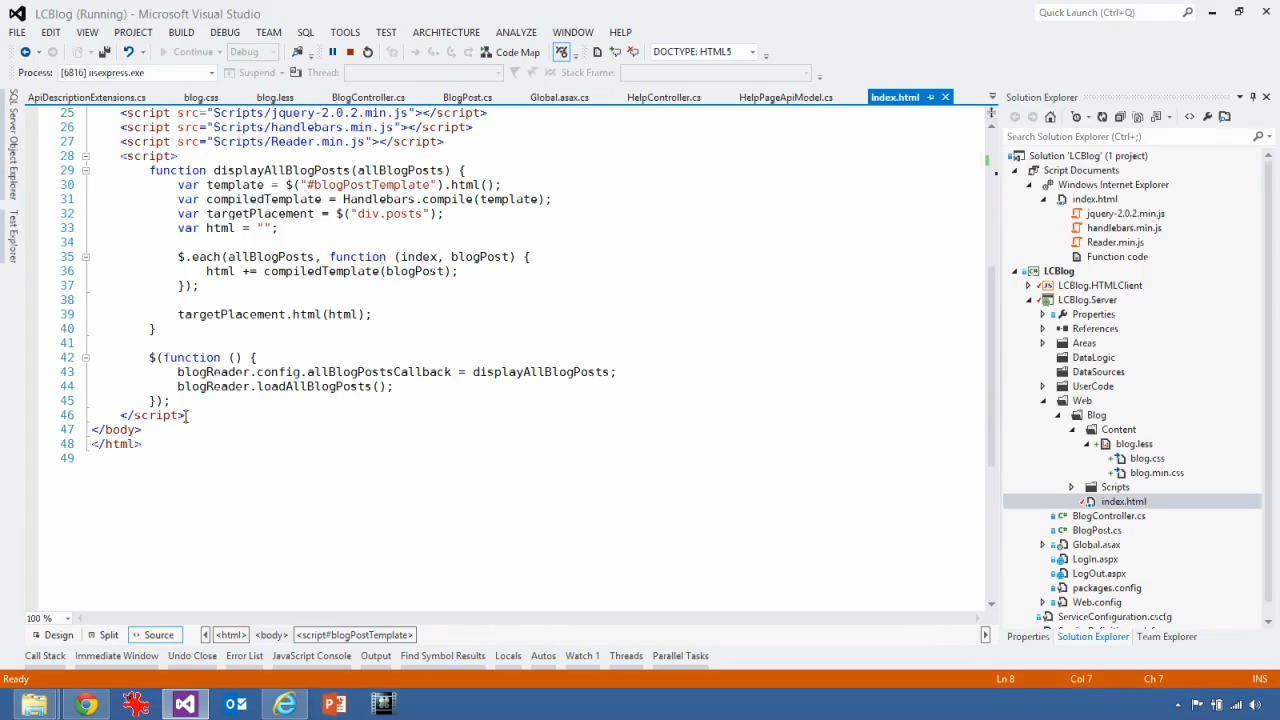 LCBlog (Running) - Microsoft Visual Studio
Quick Launch (Ctrl+Q)
FILE EDIT VIEW PROJECT BUILD DEBUG TEAM SQL TOOLS TEST ARCHITECTURE ANALYZE WINDOW HELP
Continue Debug Code Map DOCTYPE: HTML5
Process: [6816] iisexpress.exe Suspend Thread: Stack Frame:
ApiDescriptionExtensions.cs blog.css blog.less BlogController.cs BlogPost.cs Global.asax.cs HelpController.cs HelpPageApiModel.cs index.html
25 <script src="Scripts/jquery-2.0.2.min.js"></script>
26 <script src="Scripts/handlebars.min.js"></script>
27 <script src="Scripts/Reader.min.js"></script>
28 <script>
29 function displayAllBlogPosts(allBlogPosts) {
30 var template = $("#blogPostTemplate").html();
31 var compiledTemplate = Handlebars.compile(template);
32 var targetPlacement = $("div.posts");
33 var html = "";
34
35 $.each(allBlogPosts, function (index, blogPost) {
36 html += compiledTemplate(blogPost);
37 });
38
39 targetPlacement.html(html);
40 }
41
42 $(function () {
43 blogReader.config.allBlogPostsCallback = displayAllBlogPosts;
44 blogReader.loadAllBlogPosts();
45 });
46 </script>
47 </body>
48 </html>
49
100 %
Design Split Source <html> <body> <script#blogPostTemplate>
Call Stack Immediate Window Undo Close Error List JavaScript Console Output Find Symbol Results Locals Autos Watch 1 Threads Parallel Tasks
Ready Ln 8 Col 7 Ch 7 INS
SQL Server Object Explorer
Test Explorer
Solution Explorer
Search Solution Explorer (Ctrl+;)
Solution 'LCBlog' (1 project)
Script Documents
Windows Internet Explorer
index.html
jquery-2.0.2.min.js
handlebars.min.js
Reader.min.js
Function code
LCBlog
LCBlog.HTMLClient
LCBlog.Server
Properties
References
Areas
DataLogic
DataSources
UserCode
Web
Blog
Content
blog.less
blog.css
blog.min.css
Scripts
index.html
BlogController.cs
BlogPost.cs
Global.asax
LogIn.aspx
LogOut.aspx
packages.config
Web.config
ServiceConfiguration.cscfg
Properties Solution Explorer Team Explorer